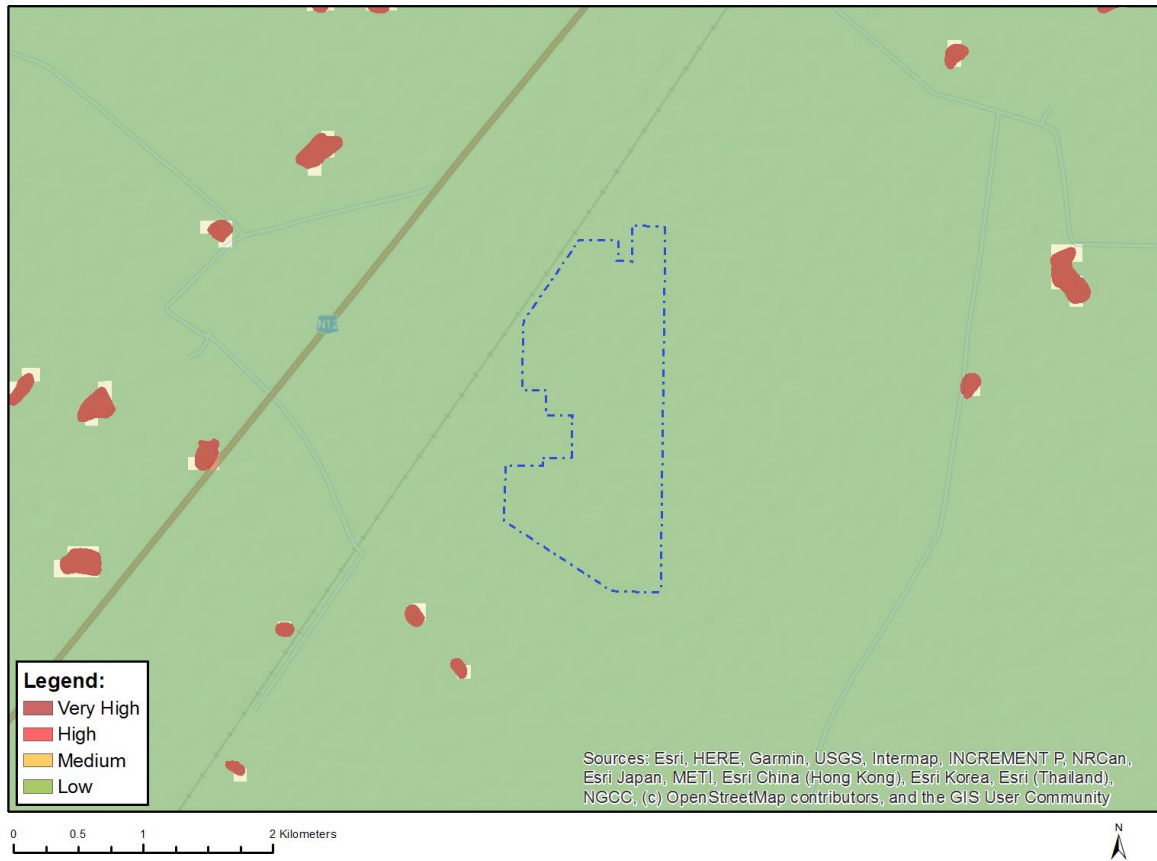 N12
Legend:
Very High
High
Medium
Low
Sources: Esri, HERE, Garmin, USGS, Intermap, INCREMENT P, NRCan,
Esri Japan, METI, Esri China (Hong Kong), Esri Korea, Esri (Thailand),
NGCC, (c) OpenStreetMap contributors, and the GIS User Community
0 0.5 1 2 Kilometers
N